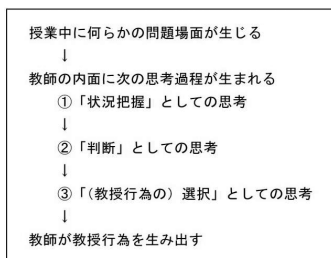 授業中に何らかの問題場面が生じる
↓
教師の内面に次の思考過程が生まれる
①「状況把握」としての思考
↓
②「判断」としての思考
↓
③「(教授行為の)選択」としての思考
↓
教師が教授行為を生み出す